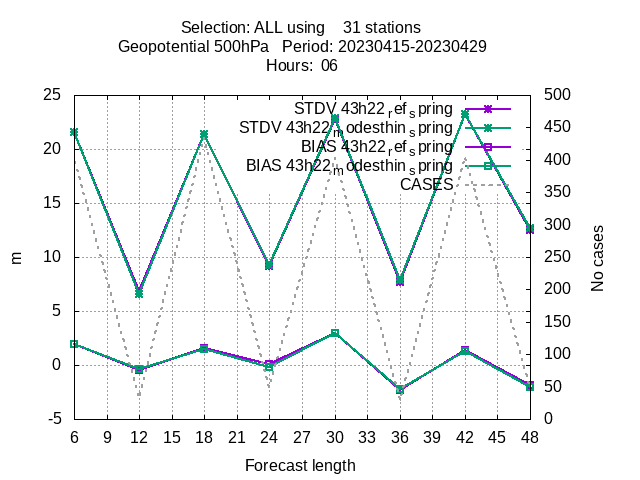 Selection: ALL using    31 stations
Geopotential 500hPa   Period: 20230415-20230429
Hours:  06
STDV 43h22_ref_spring
STDV 43h22_modesthin_spring
BIAS 43h22_ref_spring
BIAS 43h22_modesthin_spring
CASES
25
20
15
10
5
0
-5
m
500
450
400
350
300
250
200
150
100
50
0
No cases
6 9 12 15 18 21 24 27 30 33 36 39 42 45 48
Forecast length